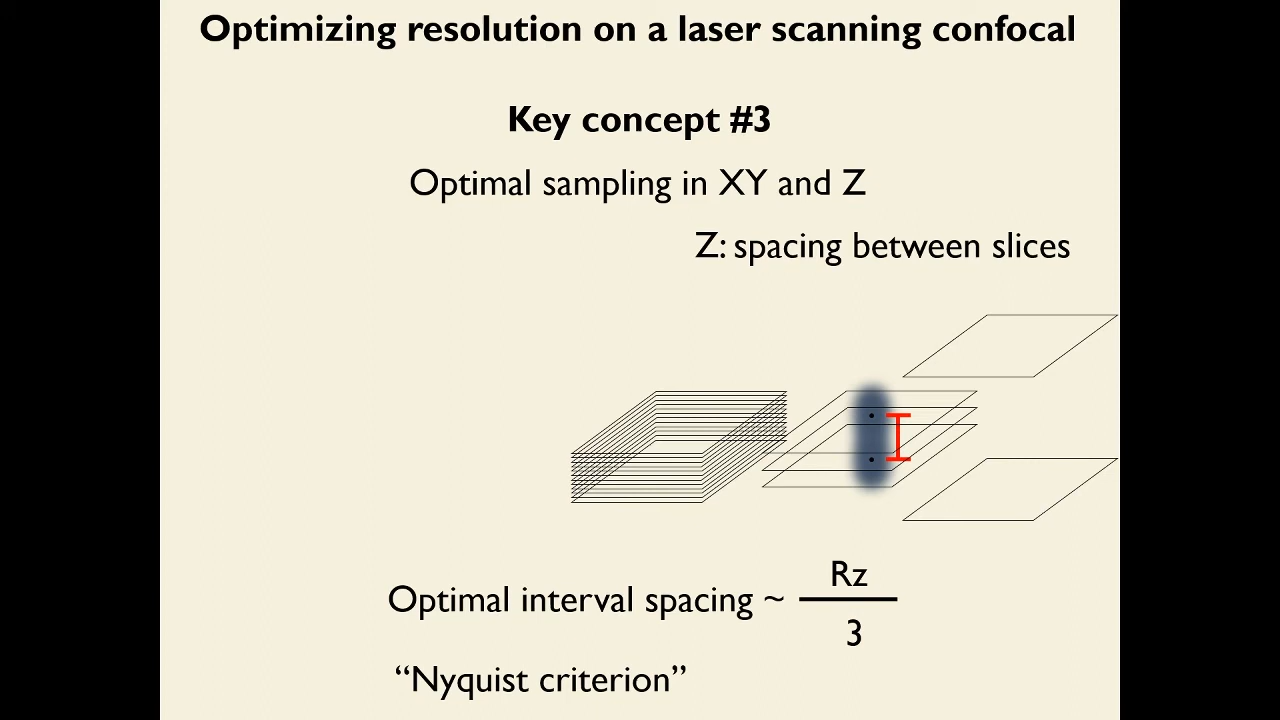 Optimizing resolution on a laser scanning confocal
Key concept #3
Optimal sampling in XY and Z
Z: spacing between slices
Optimal interval spacing ~
Rz
3
“Nyquist criterion”